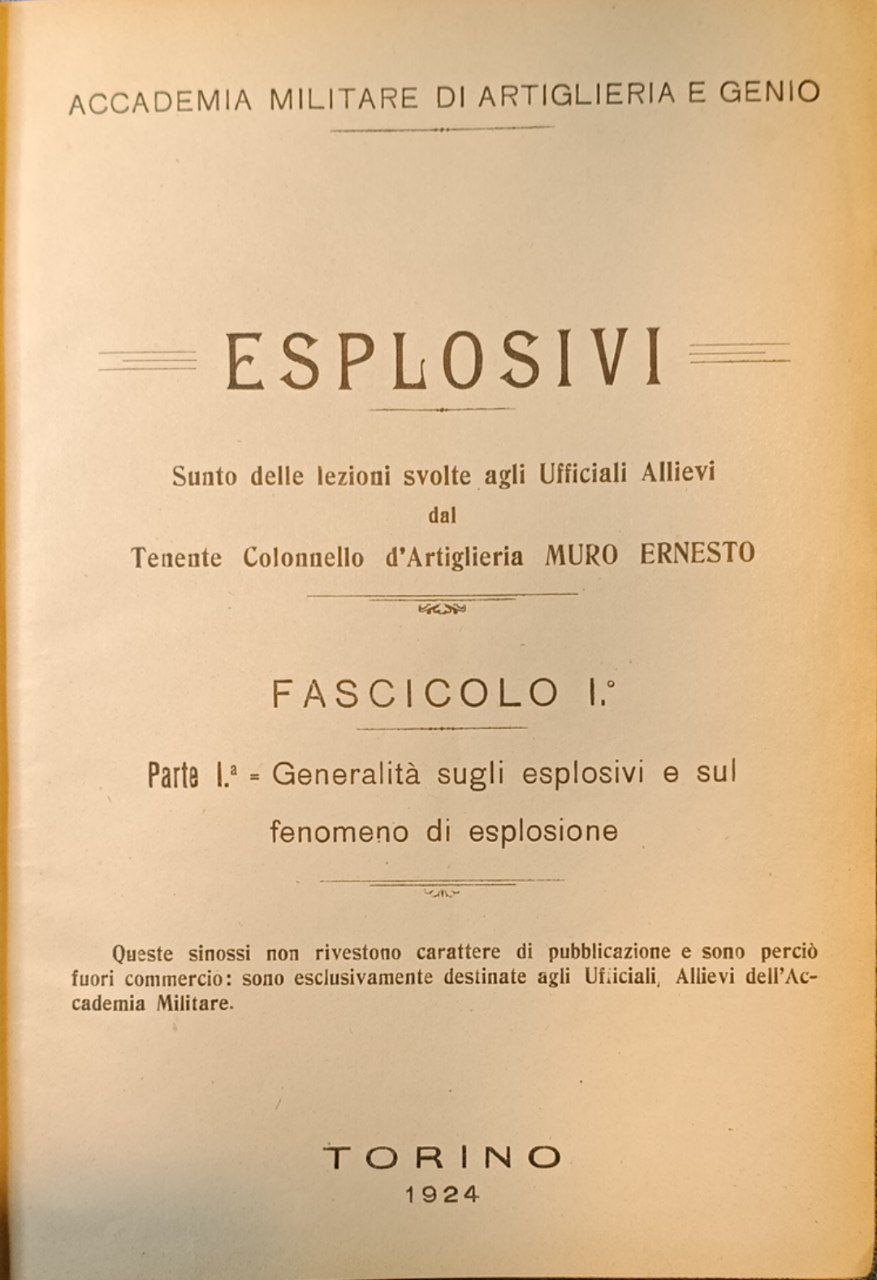 ACCADEMIA MILITARE DI ARTIGLIERIA E GENIO
ESPLOSIVI
Sunto delle lezioni svolte agli Ufficiali Allievi
dal
Tenente Colonnello d'Artiglieria MURO ERNESTO
FASCICOLO I.°
Parte I.ª = Generalità sugli esplosivi e sul
fenomeno di esplosione
Queste sinossi non rivestono carattere di pubblicazione e sono perciò
fuori commercio: sono esclusivamente destinate agli Ufficiali, Allievi dell'Ac-
cademia Militare.
TORINO
1924